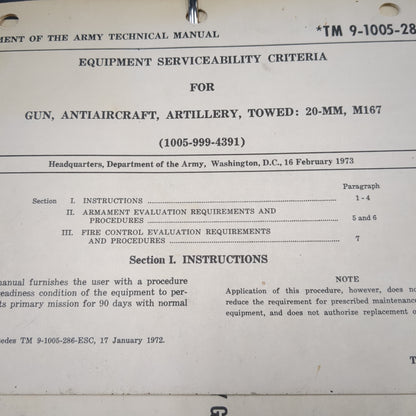 MENT OF THE ARMY TECHNICAL MANUAL *TM 9-1005-28
EQUIPMENT SERVICEABILITY CRITERIA
FOR
GUN, ANTIAIRCRAFT, ARTILLERY, TOWED: 20-MM, M167
(1005-999-4391)
Headquarters, Department of the Army, Washington, D.C., 16 February 1973
Paragraph
Section I. INSTRUCTIONS 1 - 4
II. ARMAMENT EVALUATION REQUIREMENTS AND
PROCEDURES 5 and 6
III. FIRE CONTROL EVALUATION REQUIREMENTS
AND PROCEDURES 7
Section I. INSTRUCTIONS
manual furnishes the user with a procedure
readiness condition of the equipment to per-
ts primary mission for 90 days with normal
NOTE
Application of this procedure, however, does no
reduce the requirement for prescribed maintenanc
equipment, and does not authorize replacement o
edes TM 9-1005-286-ESC, 17 January 1972.
T